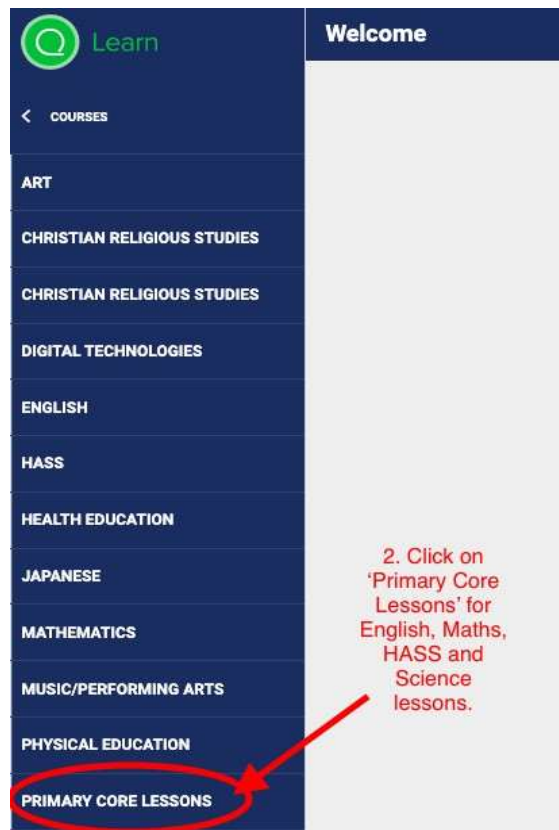 Learn
Welcome
< COURSES
ART
CHRISTIAN RELIGIOUS STUDIES
CHRISTIAN RELIGIOUS STUDIES
DIGITAL TECHNOLOGIES
ENGLISH
HASS
HEALTH EDUCATION
JAPANESE
MATHEMATICS
MUSIC/PERFORMING ARTS
PHYSICAL EDUCATION
PRIMARY CORE LESSONS
2. Click on
‘Primary Core
Lessons’ for
English, Maths,
HASS and
Science
lessons.